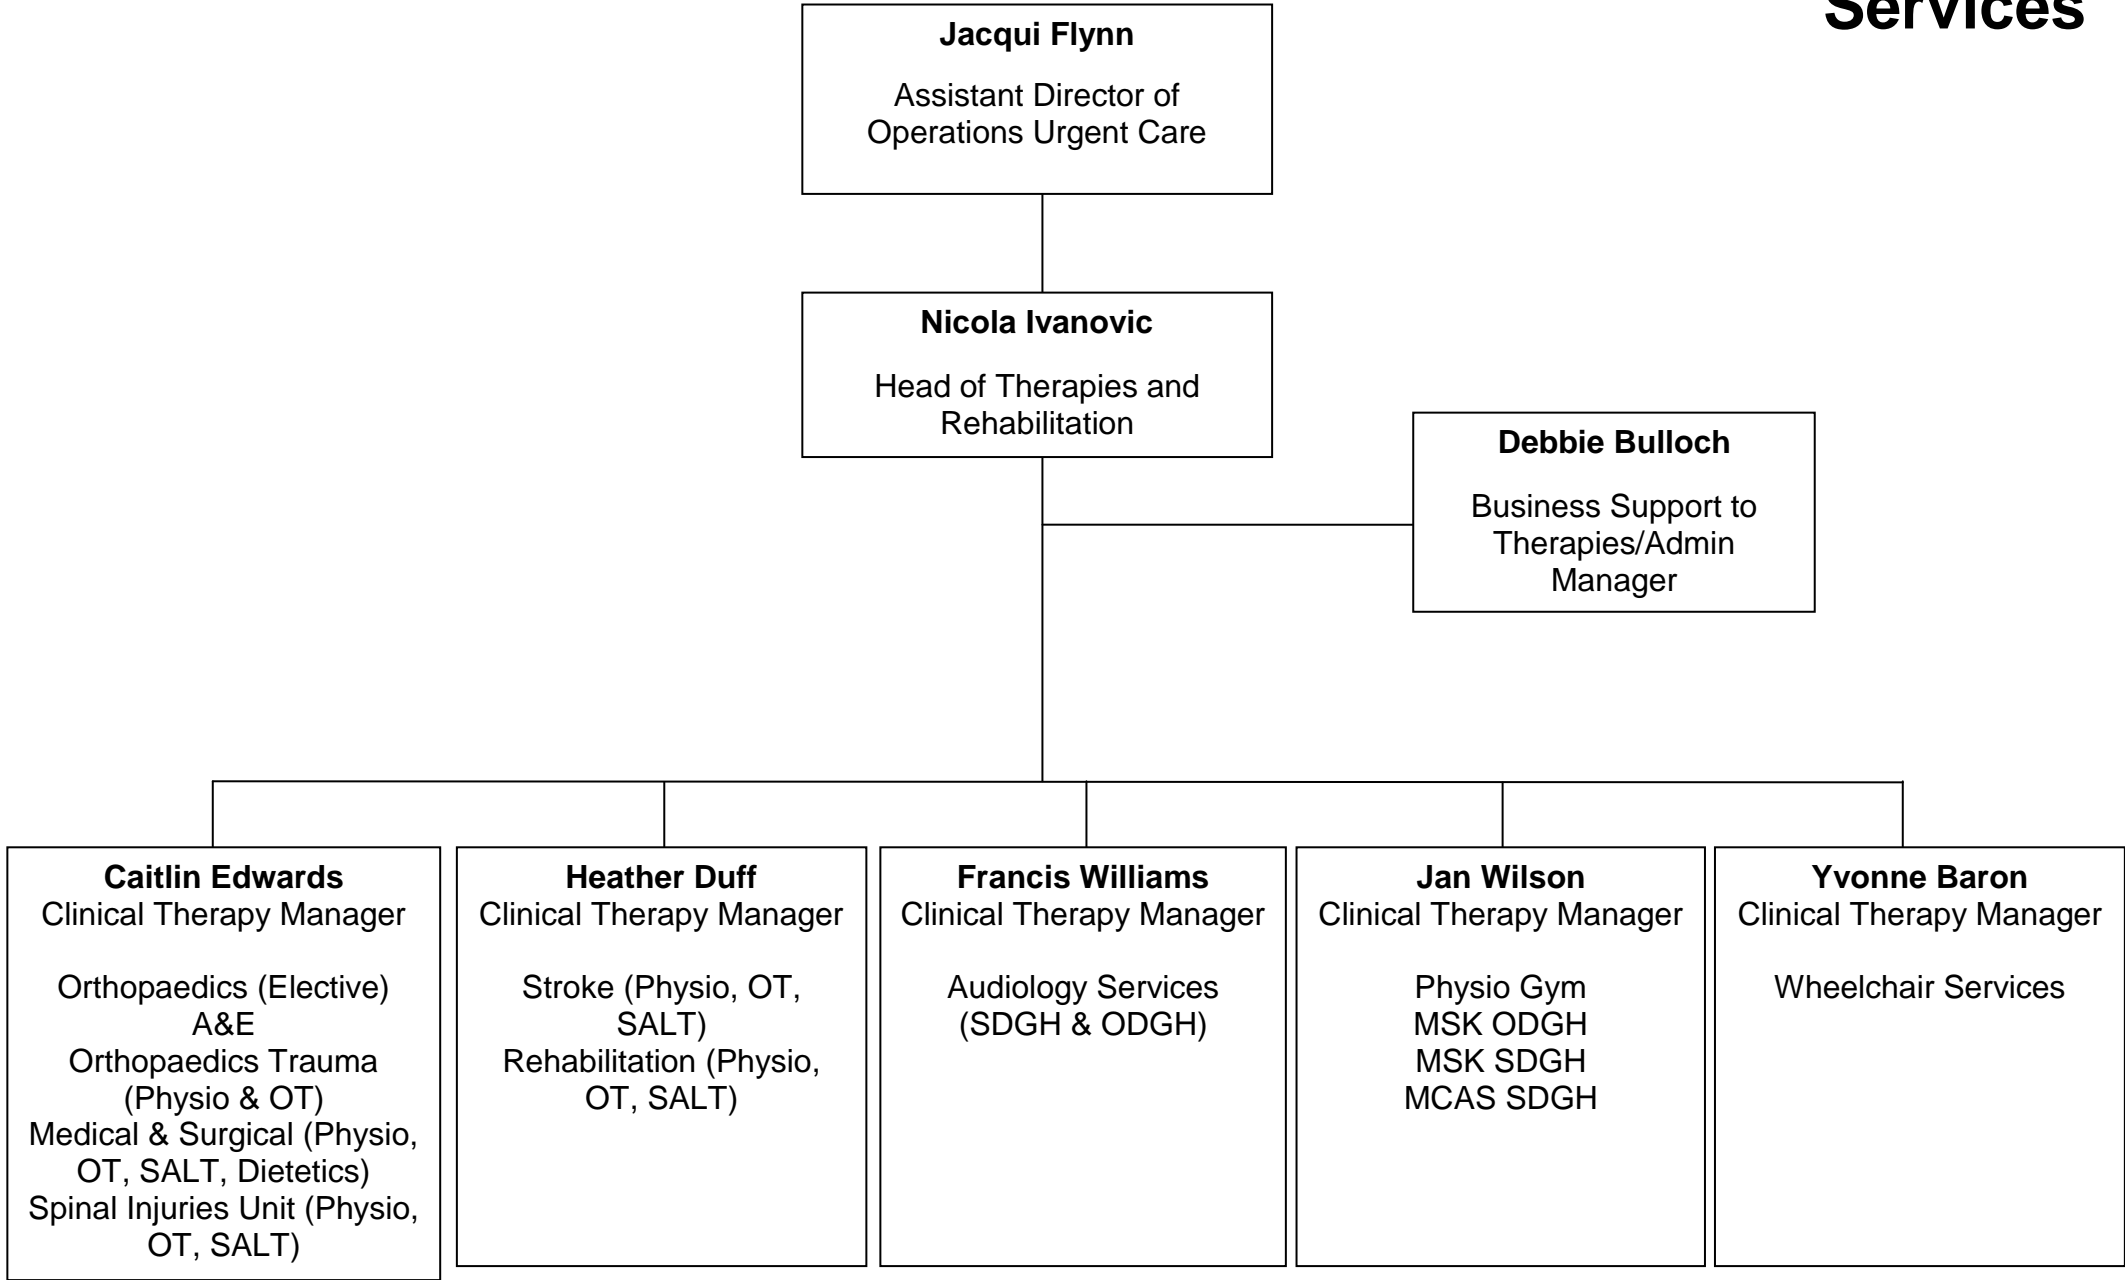 Services
Jacqui Flynn
Assistant Director of
Operations Urgent Care
Nicola Ivanovic
Head of Therapies and
Rehabilitation
Debbie Bulloch
Business Support to
Therapies/Admin
Manager
Caitlin Edwards
Clinical Therapy Manager
Orthopaedics (Elective)
A&E
Orthopaedics Trauma
(Physio & OT)
Medical & Surgical (Physio,
OT, SALT, Dietetics)
Spinal Injuries Unit (Physio,
OT, SALT)
Heather Duff
Clinical Therapy Manager
Stroke (Physio, OT,
SALT)
Rehabilitation (Physio,
OT, SALT)
Francis Williams
Clinical Therapy Manager
Audiology Services
(SDGH & ODGH)
Jan Wilson
Clinical Therapy Manager
Physio Gym
MSK ODGH
MSK SDGH
MCAS SDGH
Yvonne Baron
Clinical Therapy Manager
Wheelchair Services